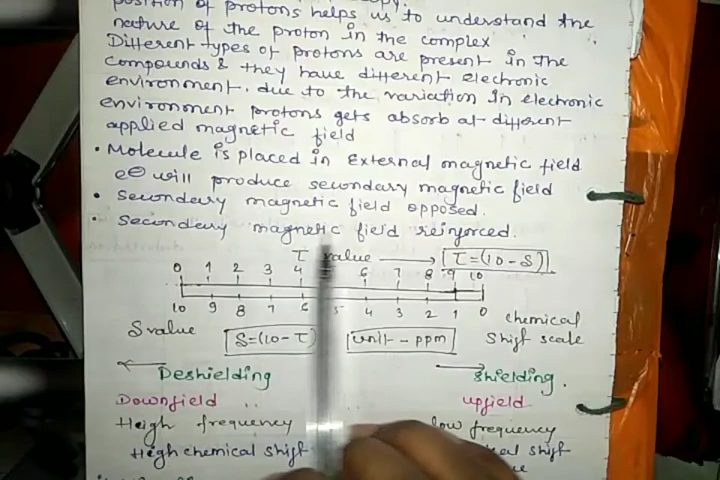 position of protons helps us to understand the
nature of the proton in the complex
Different types of protons are present in the
compounds & they have different electronic
environment. due to the variation In electronic
environment protons gets absorb at different
applied magnetic field
• Molecule is placed in External magnetic field
e⊖ will produce secondary magnetic field
• Secondary magnetic field opposed.
• Secondary magnetic field reinforced.
τ value → τ=(10-δ)
0 1 2 3 4 6 7 8 9 10
10 9 8 7 6 5 4 3 2 1 0
δ value δ=(10-τ) unit - ppm chemical
shift scale
← Deshielding → Shielding.
Downfield upfield
High frequency low frequency
High chemical shift shift